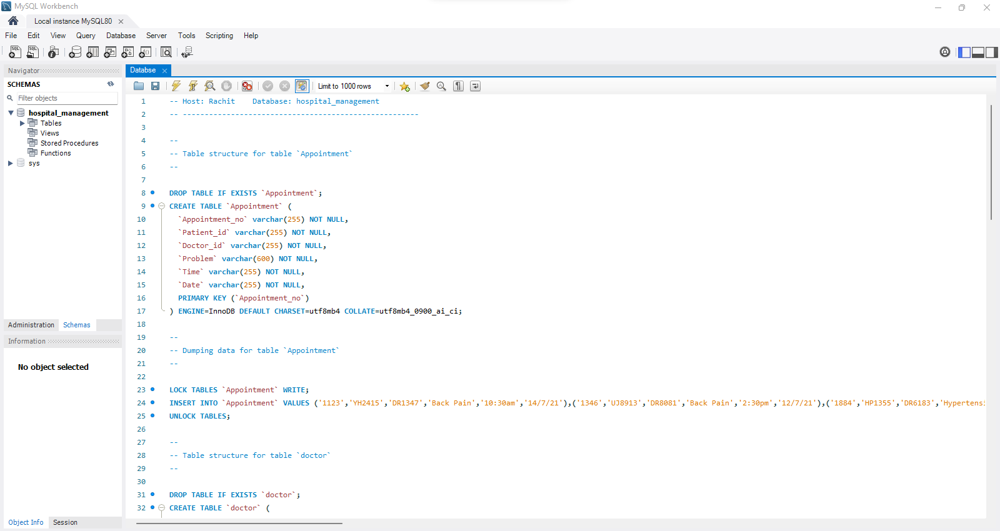 MySQL Workbench
Local instance MySQL80
File Edit View Query Database Server Tools Scripting Help
Navigator
SCHEMAS
Filter objects
hospital_management
Tables
Views
Stored Procedures
Functions
sys
Administration Schemas
Information
No object selected
Object Info Session
Databse
Limit to 1000 rows
1 -- Host: Rachit    Database: hospital_management
2 -- ------------------------------------------------------
3
4 --
5 -- Table structure for table `Appointment`
6 --
7
8 DROP TABLE IF EXISTS `Appointment`;
9 CREATE TABLE `Appointment` (
10 `Appointment_no` varchar(255) NOT NULL,
11 `Patient_id` varchar(255) NOT NULL,
12 `Doctor_id` varchar(255) NOT NULL,
13 `Problem` varchar(600) NOT NULL,
14 `Time` varchar(255) NOT NULL,
15 `Date` varchar(255) NOT NULL,
16 PRIMARY KEY (`Appointment_no`)
17 ) ENGINE=InnoDB DEFAULT CHARSET=utf8mb4 COLLATE=utf8mb4_0900_ai_ci;
18
19 --
20 -- Dumping data for table `Appointment`
21 --
22
23 LOCK TABLES `Appointment` WRITE;
24 INSERT INTO `Appointment` VALUES ('1123','YH2415','DR1347','Back Pain','10:30am','14/7/21'),('1346','UJ8913','DR8081','Back Pain','2:30pm','12/7/21'),('1884','HP1355','DR6183','Hypertensi
25 UNLOCK TABLES;
26
27 --
28 -- Table structure for table `doctor`
29 --
30
31 DROP TABLE IF EXISTS `doctor`;
32 CREATE TABLE `doctor` (